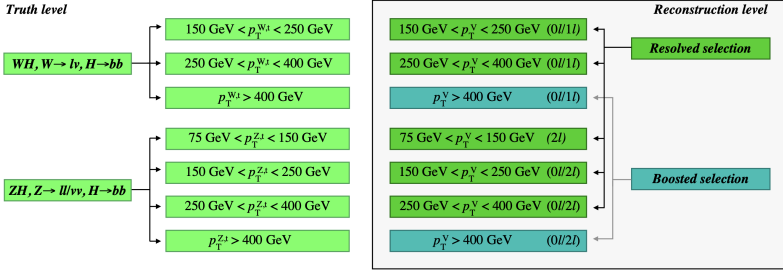 Truth level
WH, W→ lν, H→bb
150 GeV < p_T^{W,t} < 250 GeV
250 GeV < p_T^{W,t} < 400 GeV
p_T^{W,t} > 400 GeV
ZH, Z→ ll/νν, H→bb
75 GeV < p_T^{Z,t} < 150 GeV
150 GeV < p_T^{Z,t} < 250 GeV
250 GeV < p_T^{Z,t} < 400 GeV
p_T^{Z,t} > 400 GeV
Reconstruction level
150 GeV < p_T^V < 250 GeV (0l/1l)
250 GeV < p_T^V < 400 GeV (0l/1l)
p_T^V > 400 GeV (0l/1l)
75 GeV < p_T^V < 150 GeV (2l)
150 GeV < p_T^V < 250 GeV (0l/2l)
250 GeV < p_T^V < 400 GeV (0l/2l)
p_T^V > 400 GeV (0l/2l)
Resolved selection
Boosted selection